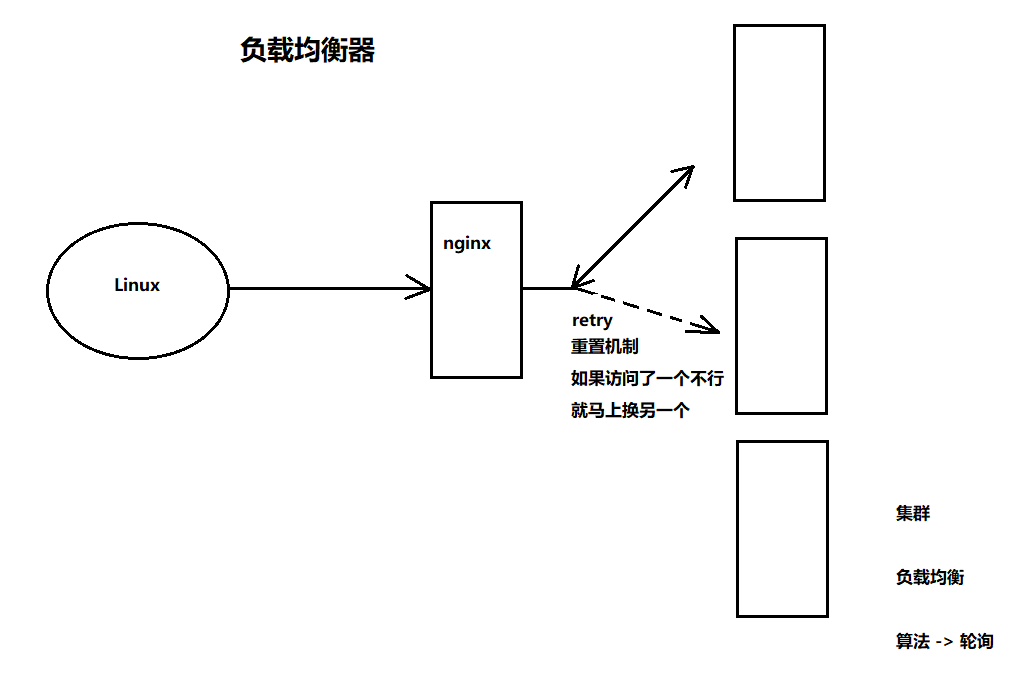 负载均衡器
Linux
nginx
retry
重置机制
如果访问了一个不行
就马上换另一个
集群
负载均衡
算法 -> 轮询